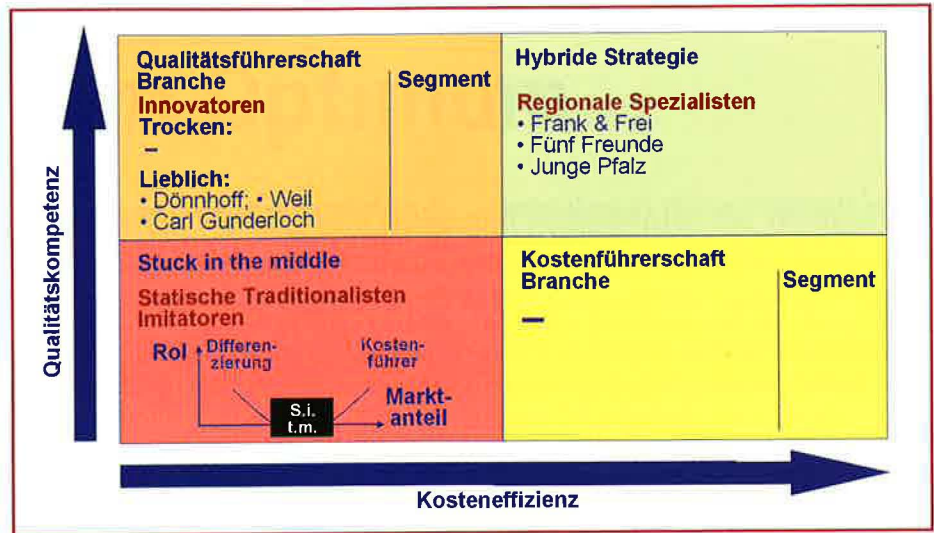 Qualitätskompetenz
Qualitätsführerschaft
Branche
Segment
Innovatoren
Trocken:
–
Lieblich:
• Dönnhoff; • Weil
• Carl Gunderloch
Hybride Strategie
Regionale Spezialisten
• Frank & Frei
• Fünf Freunde
• Junge Pfalz
Stuck in the middle
Statische Traditionalisten
Imitatoren
RoI
Differen-
zierung
Kosten-
führer
S.i.
t.m.
Markt-
anteil
Kostenführerschaft
Branche
Segment
–
Kosteneffizienz